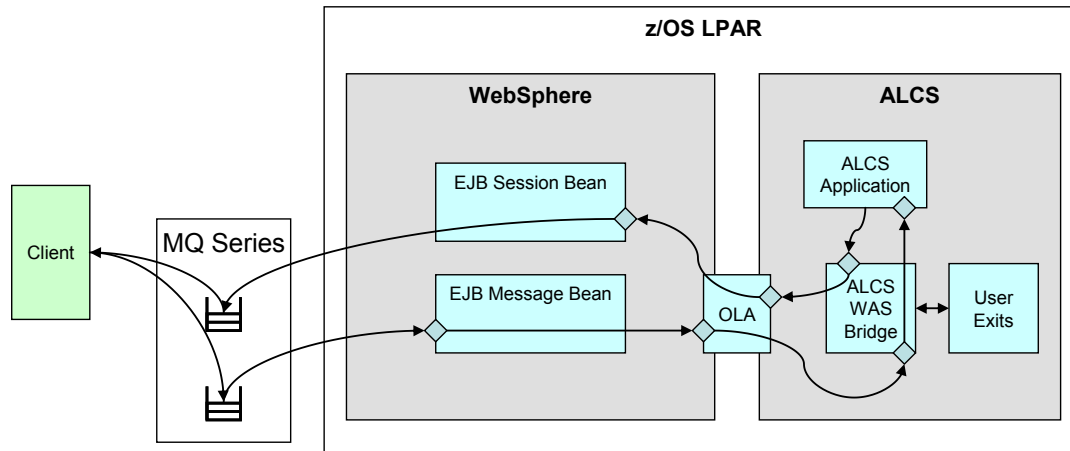 z/OS LPAR
WebSphere
ALCS
ALCS
Application
EJB Session Bean
Client
MQ Series
EJB Message Bean
OLA
ALCS
WAS
Bridge
User
Exits